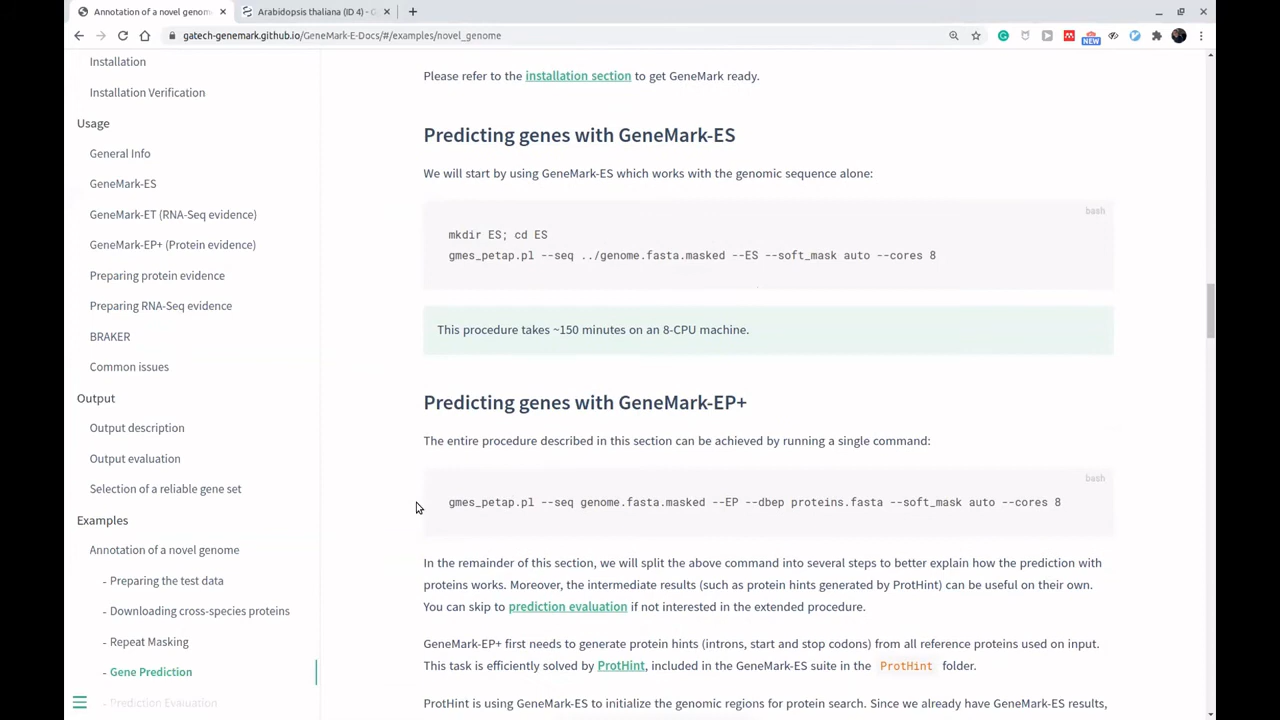 Annotation of a novel genom
Arabidopsis thaliana (ID 4) - G
gatech-genemark.github.io/GeneMark-E-Docs/#/examples/novel_genome
NEW
Installation
Installation Verification
Usage
General Info
GeneMark-ES
GeneMark-ET (RNA-Seq evidence)
GeneMark-EP+ (Protein evidence)
Preparing protein evidence
Preparing RNA-Seq evidence
BRAKER
Common issues
Output
Output description
Output evaluation
Selection of a reliable gene set
Examples
Annotation of a novel genome
- Preparing the test data
- Downloading cross-species proteins
- Repeat Masking
- Gene Prediction
- Prediction Evaluation
Please refer to the installation section to get GeneMark ready.
Predicting genes with GeneMark-ES
We will start by using GeneMark-ES which works with the genomic sequence alone:
bash
mkdir ES; cd ES
gmes_petap.pl --seq ../genome.fasta.masked --ES --soft_mask auto --cores 8
This procedure takes ~150 minutes on an 8-CPU machine.
Predicting genes with GeneMark-EP+
The entire procedure described in this section can be achieved by running a single command:
bash
gmes_petap.pl --seq genome.fasta.masked --EP --dbep proteins.fasta --soft_mask auto --cores 8
In the remainder of this section, we will split the above command into several steps to better explain how the prediction with
proteins works. Moreover, the intermediate results (such as protein hints generated by ProtHint) can be useful on their own.
You can skip to prediction evaluation if not interested in the extended procedure.
GeneMark-EP+ first needs to generate protein hints (introns, start and stop codons) from all reference proteins used on input.
This task is efficiently solved by ProtHint, included in the GeneMark-ES suite in the ProtHint folder.
ProtHint is using GeneMark-ES to initialize the genomic regions for protein search. Since we already have GeneMark-ES results,